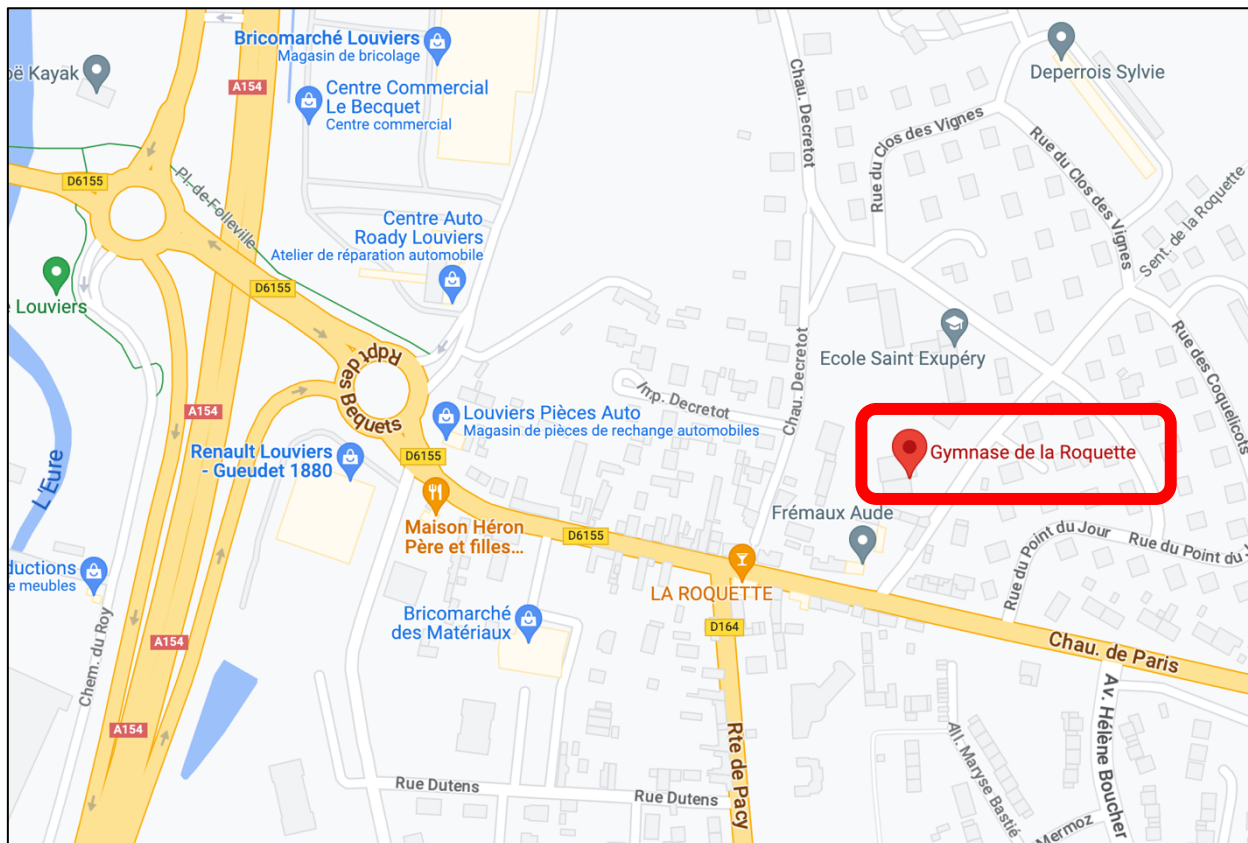 Bricomarché Louviers
Magasin de bricolage
Deperrois Sylvie
oë Kayak
A154
Centre Commercial
Le Becquet
Centre commercial
Chau. Decretot
Rue du Clos des Vignes
Rue du Clos des Vignes
D6155
Pl. de Folleville
Sent. de la Roquette
Centre Auto
Roady Louviers
Atelier de réparation automobile
D6155
Louviers
Rdpt des Bequets
Ecole Saint Exupéry
Chau. Decretot
Imp. Decretot
Rue des Coquelicots
A154
Louviers Pièces Auto
Magasin de pièces de rechange automobiles
Renault Louviers
- Gueudet 1880
D6155
Gymnase de la Roquette
L'Eure
Maison Héron
Père et filles...
D6155
Frémaux Aude
Rue du Point du Jour
Rue du Point du J
ductions
e meubles
LA ROQUETTE
Bricomarché
des Matériaux
D164
Chem. du Roy
A154
Chau. de Paris
A154
Rte de Pacy
Av. Hélène Boucher
All. Maryse Bastié
Rue Dutens
Rue Dutens
Mermoz